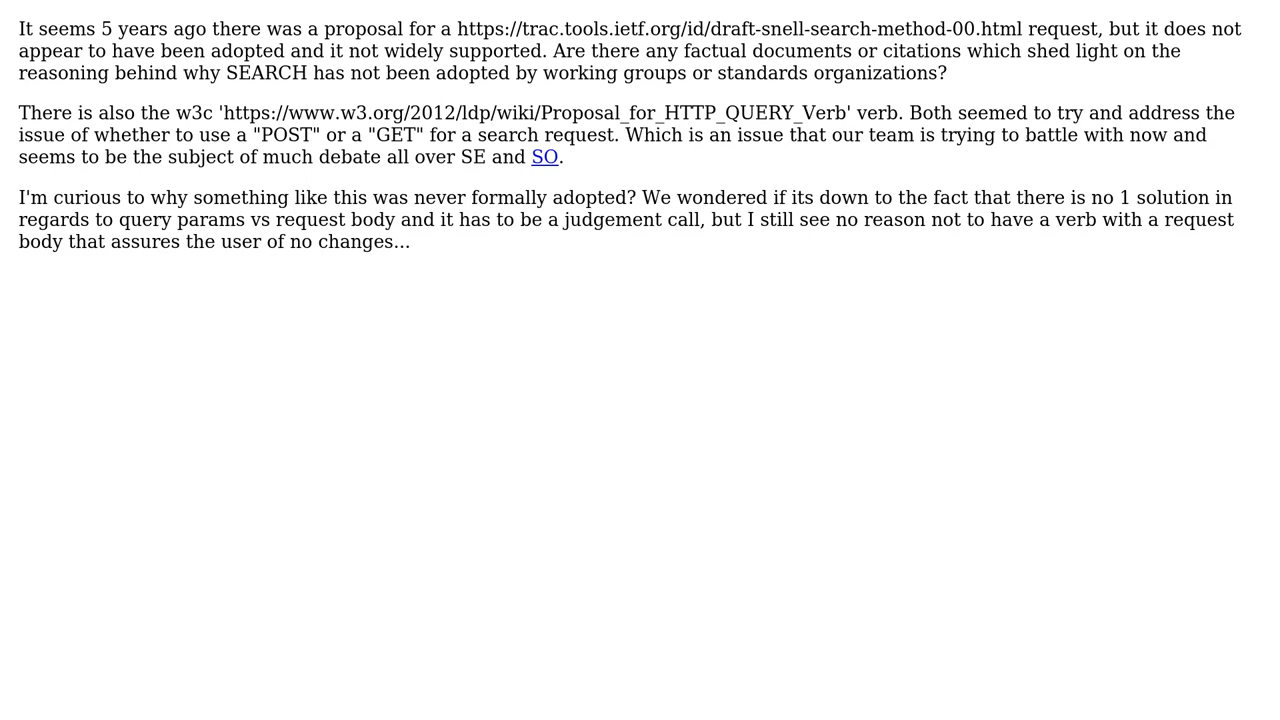 It seems 5 years ago there was a proposal for a https://trac.tools.ietf.org/id/draft-snell-search-method-00.html request, but it does not
appear to have been adopted and it not widely supported. Are there any factual documents or citations which shed light on the
reasoning behind why SEARCH has not been adopted by working groups or standards organizations?
There is also the w3c 'https://www.w3.org/2012/ldp/wiki/Proposal_for_HTTP_QUERY_Verb' verb. Both seemed to try and address the
issue of whether to use a "POST" or a "GET" for a search request. Which is an issue that our team is trying to battle with now and
seems to be the subject of much debate all over SE and SO.
I'm curious to why something like this was never formally adopted? We wondered if its down to the fact that there is no 1 solution in
regards to query params vs request body and it has to be a judgement call, but I still see no reason not to have a verb with a request
body that assures the user of no changes...